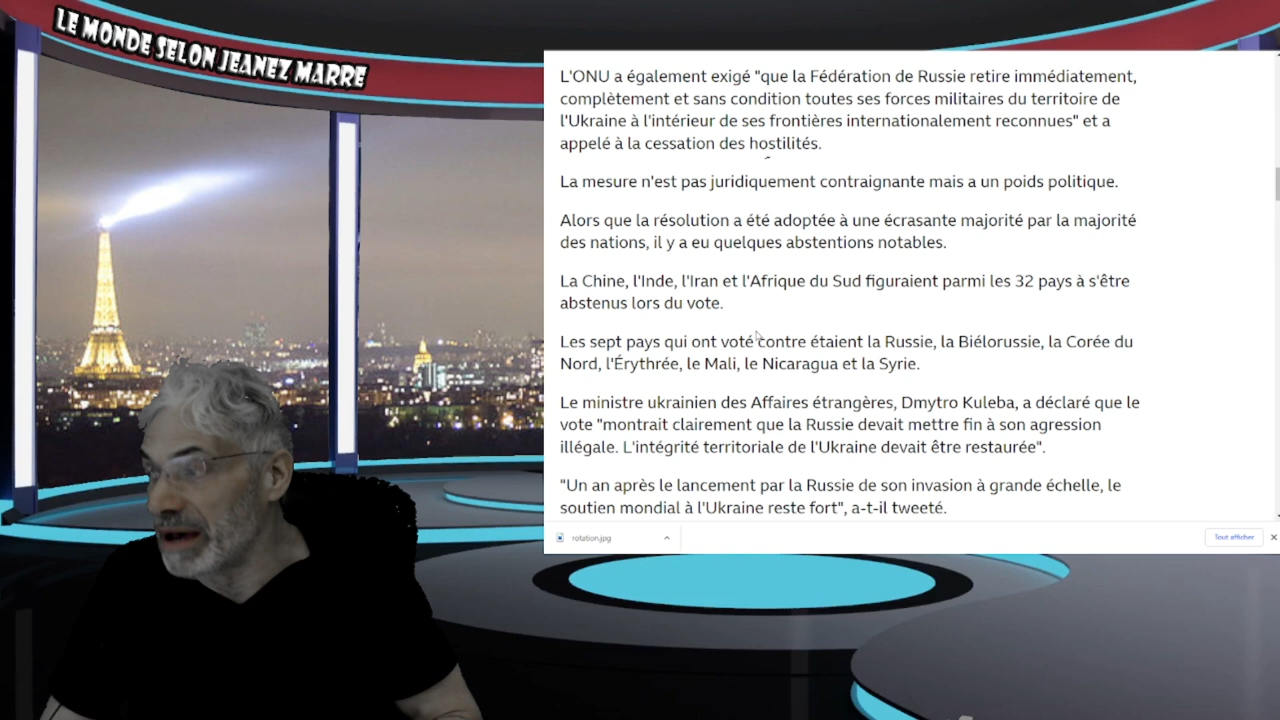 LE MONDE SELON JEANEZ MARRE
L'ONU a également exigé "que la Fédération de Russie retire immédiatement,
complètement et sans condition toutes ses forces militaires du territoire de
l'Ukraine à l'intérieur de ses frontières internationalement reconnues" et a
appelé à la cessation des hostilités.
La mesure n'est pas juridiquement contraignante mais a un poids politique.
Alors que la résolution a été adoptée à une écrasante majorité par la majorité
des nations, il y a eu quelques abstentions notables.
La Chine, l'Inde, l'Iran et l'Afrique du Sud figuraient parmi les 32 pays à s'être
abstenus lors du vote.
Les sept pays qui ont voté contre étaient la Russie, la Biélorussie, la Corée du
Nord, l'Érythrée, le Mali, le Nicaragua et la Syrie.
Le ministre ukrainien des Affaires étrangères, Dmytro Kuleba, a déclaré que le
vote "montrait clairement que la Russie devait mettre fin à son agression
illégale. L'intégrité territoriale de l'Ukraine devait être restaurée".
"Un an après le lancement par la Russie de son invasion à grande échelle, le
soutien mondial à l'Ukraine reste fort", a-t-il tweeté.
rotation.jpg
Tout afficher